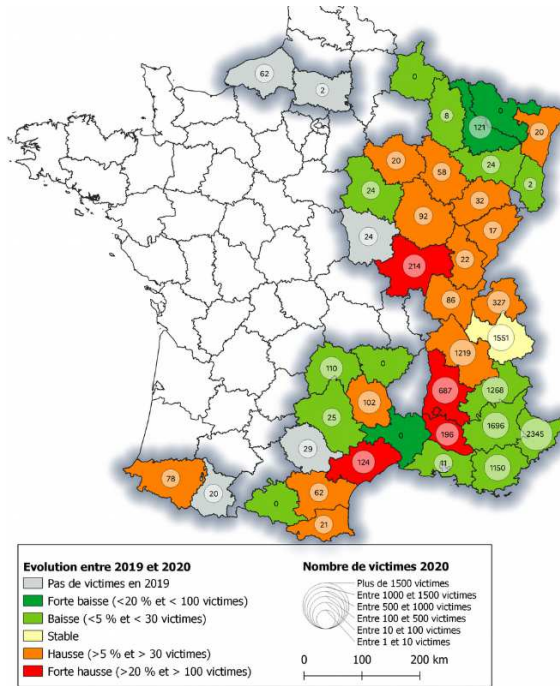 62
2
0
0
8
121
20
20
58
24
2
24
32
92
17
24
22
214
86
327
1551
1219
110
0
687
1268
102
25
0
196
1696
2345
29
124
11
1150
78
20
0
62
21
Evolution entre 2019 et 2020
Pas de victimes en 2019
Forte baisse (<20 % et < 100 victimes)
Baisse (<5 % et < 30 victimes)
Stable
Hausse (>5 % et > 30 victimes)
Forte hausse (>20 % et > 100 victimes)
Nombre de victimes 2020
Plus de 1500 victimes
Entre 1000 et 1500 victimes
Entre 500 et 1000 victimes
Entre 100 et 500 victimes
Entre 10 et 100 victimes
Entre 1 et 10 victimes
0 100 200 km